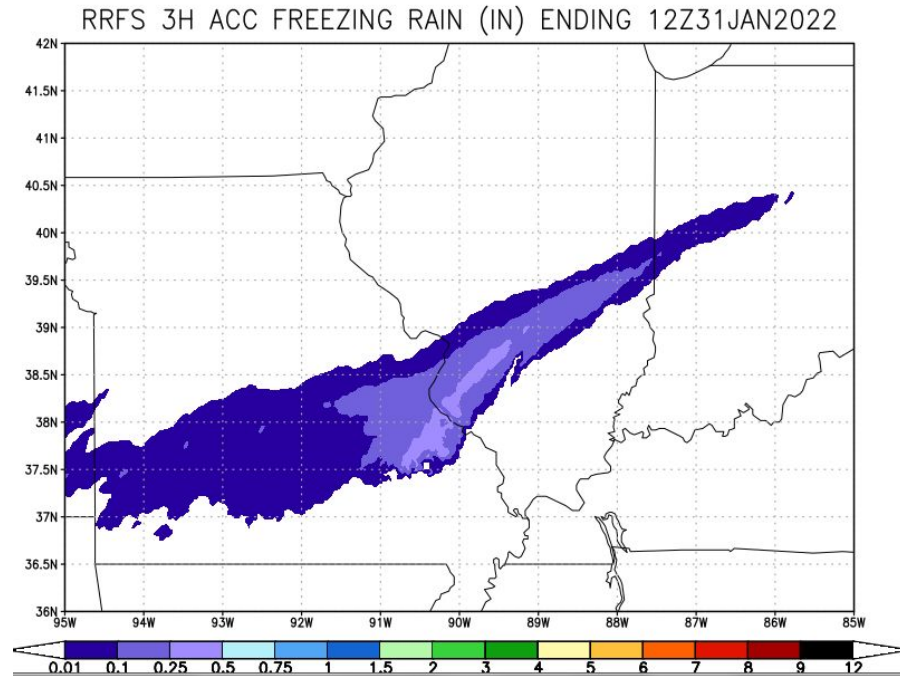 RRFS 3H ACC FREEZING RAIN (IN) ENDING 12Z31JAN2022
42N
41.5N
41N
40.5N
40N
39.5N
39N
38.5N
38N
37.5N
37N
36.5N
36N
95W 94W 93W 92W 91W 90W 89W 88W 87W 86W 85W
0.01 0.1 0.25 0.5 0.75 1 1.5 2 3 4 5 6 7 8 9 12